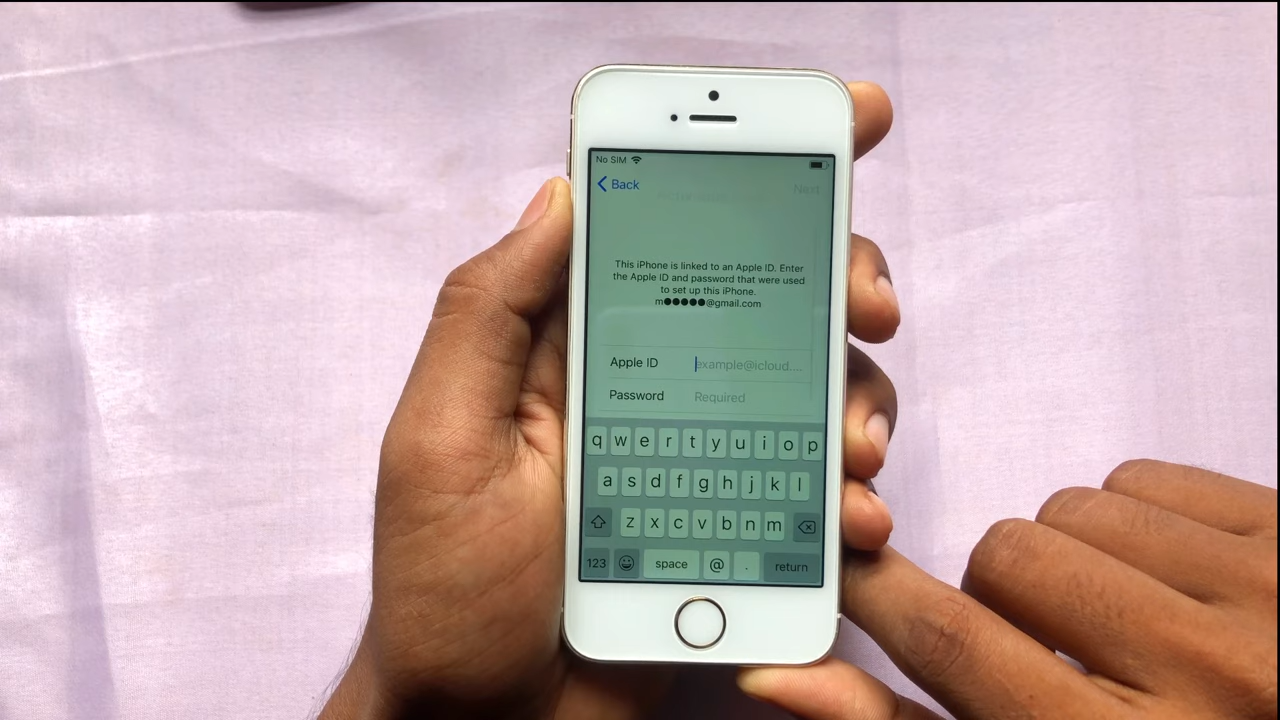 No SIM
Back
Next
This iPhone is linked to an Apple ID. Enter
the Apple ID and password that were used
to set up this iPhone.
m●●●●●@gmail.com
Apple ID
example@icloud....
Password
Required
q w e r t y u i o p
a s d f g h j k l
z x c v b n m
123 space @ . return